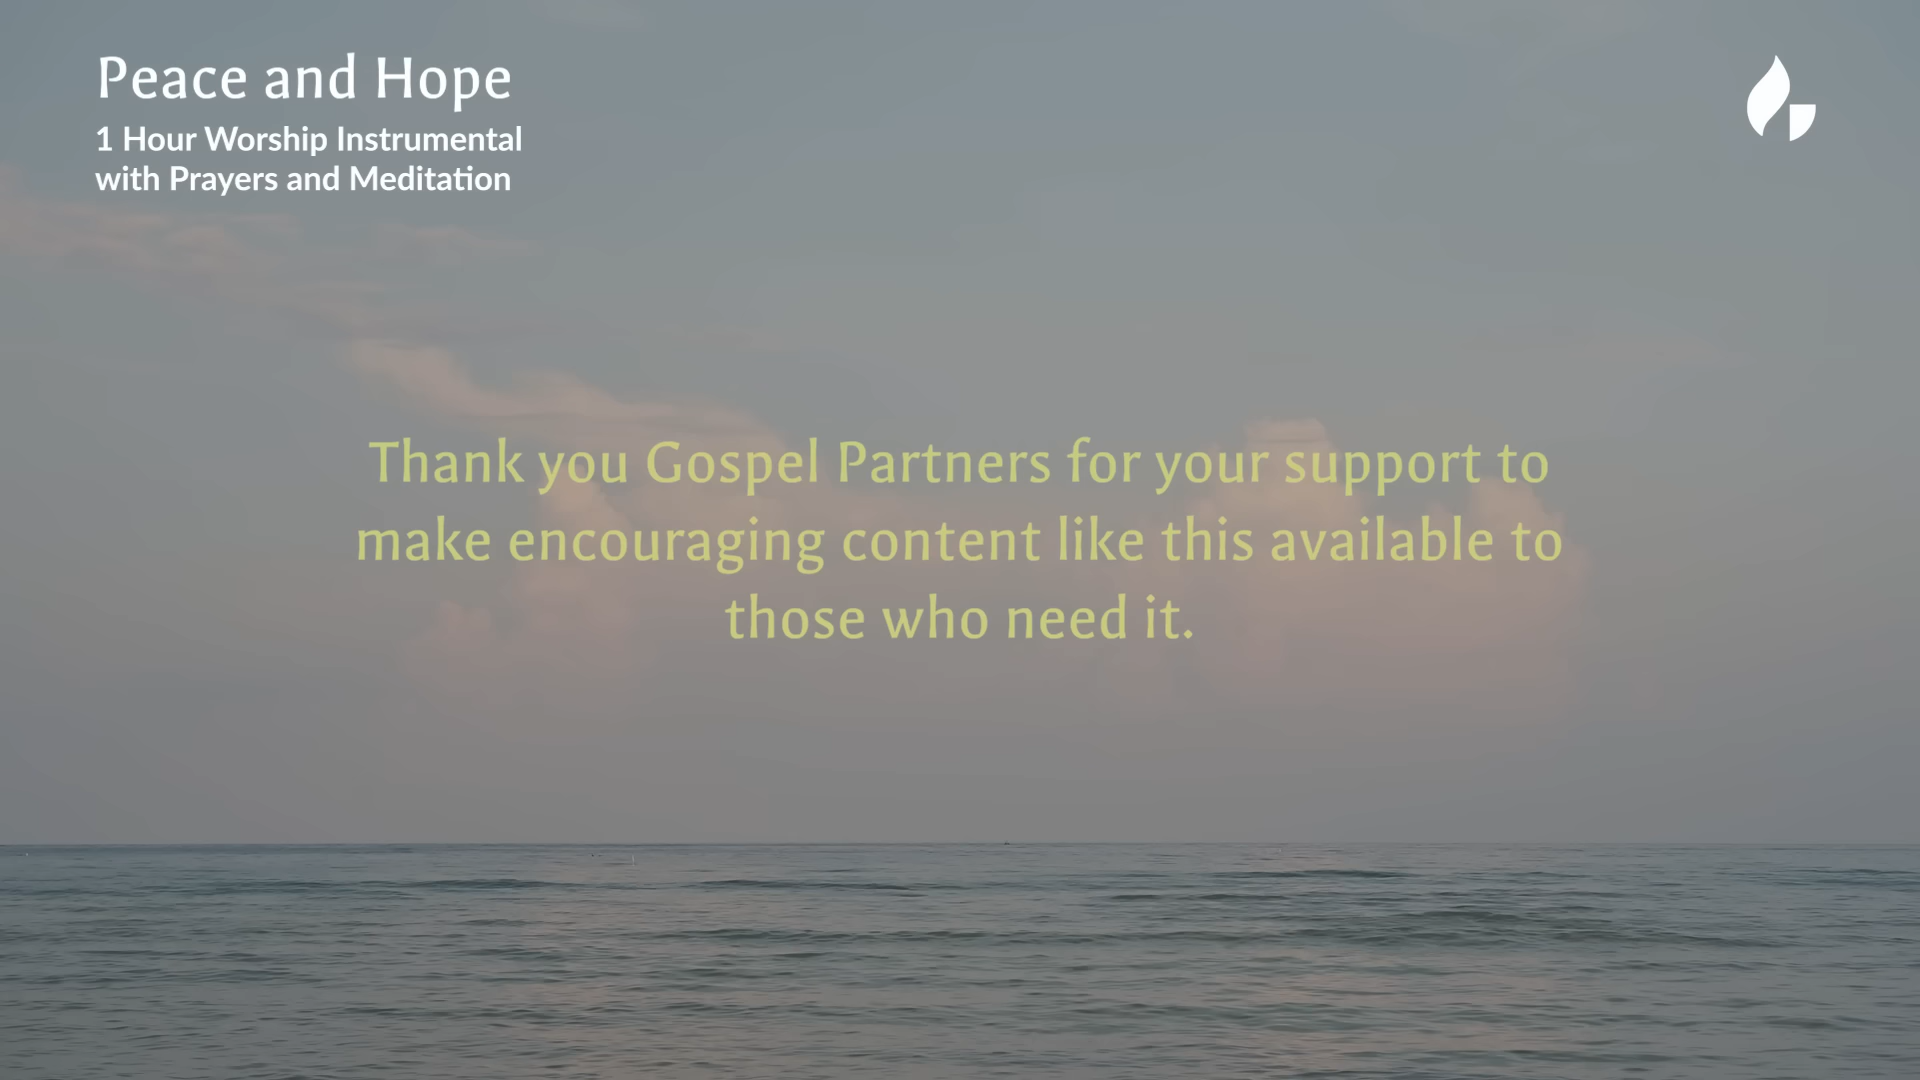 Peace and Hope
1 Hour Worship Instrumental
with Prayers and Meditation
Thank you Gospel Partners for your support to
make encouraging content like this available to
those who need it.